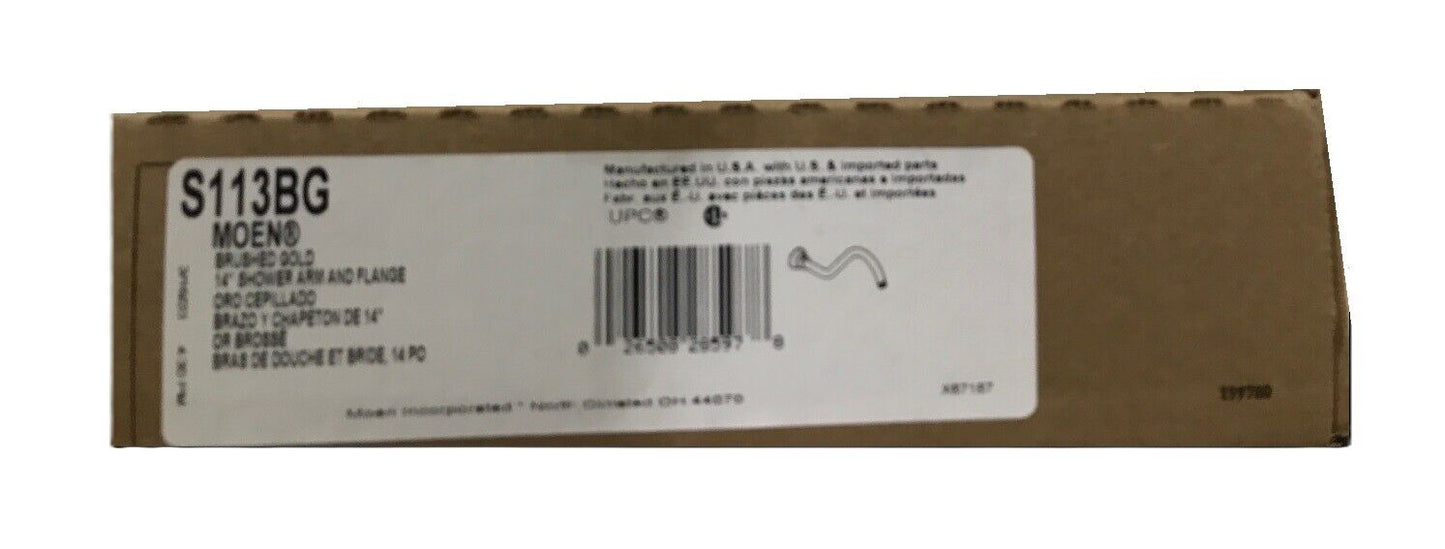 S113BG
MOEN®
BRUSHED GOLD
14" SHOWER ARM AND FLANGE
ORO CEPILLADO
BRAZO Y CHAPETON DE 14"
OR BROSSÉ
BRAS DE DOUCHE ET BRIDE, 14 PO
Manufactured in U.S.A. with U.S. & imported parts
Hecho en EE.UU. con piezas americanas e importadas
Fabr. aux É.-U. avec pièces des É.-U. et importées
UPC®
0 26508 28597 8
Moen Incorporated * North Olmsted OH 44070